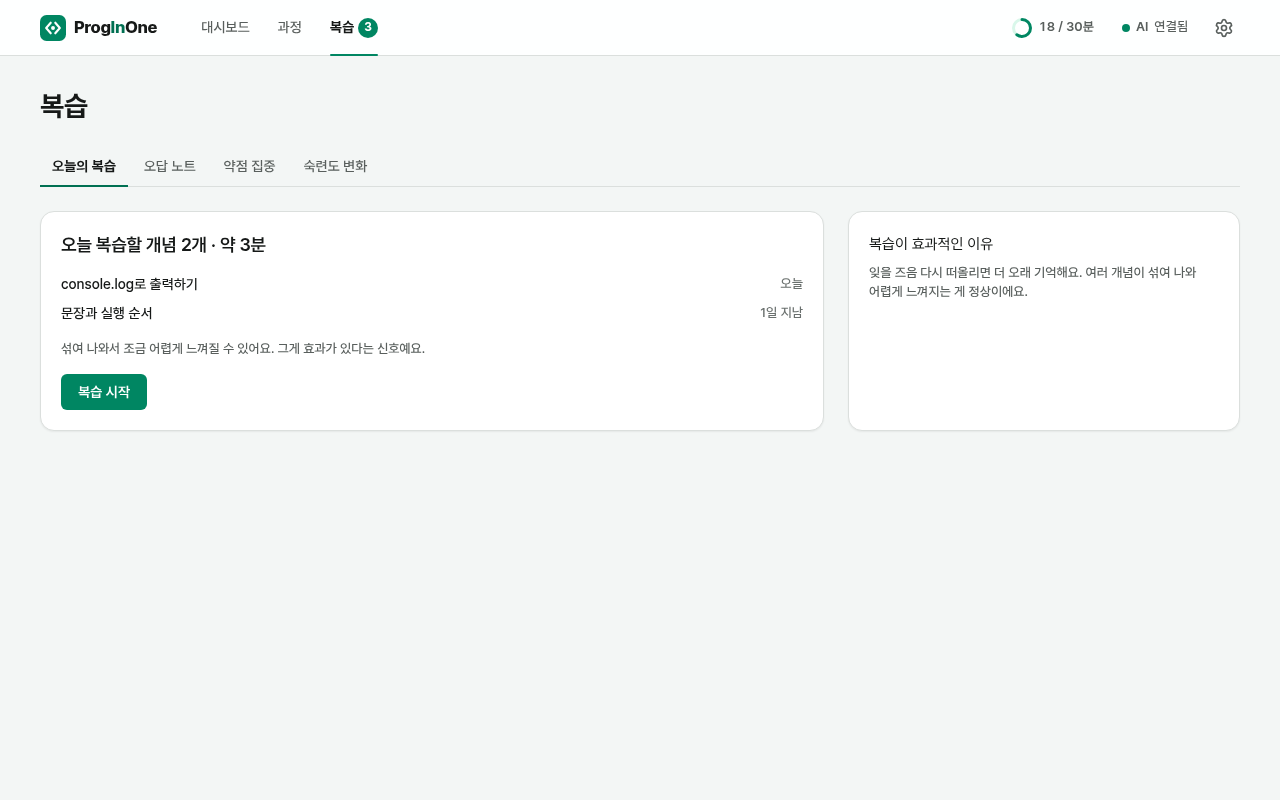 ProgInOne
대시보드
과정
복습 3
18 / 30분
AI 연결됨
복습
오늘의 복습
오답 노트
약점 집중
숙련도 변화
오늘 복습할 개념 2개 · 약 3분
console.log로 출력하기
오늘
문장과 실행 순서
1일 지남
섞여 나와서 조금 어렵게 느껴질 수 있어요. 그게 효과가 있다는 신호예요.
복습 시작
복습이 효과적인 이유
잊을 즈음 다시 떠올리면 더 오래 기억해요. 여러 개념이 섞여 나와
어렵게 느껴지는 게 정상이에요.